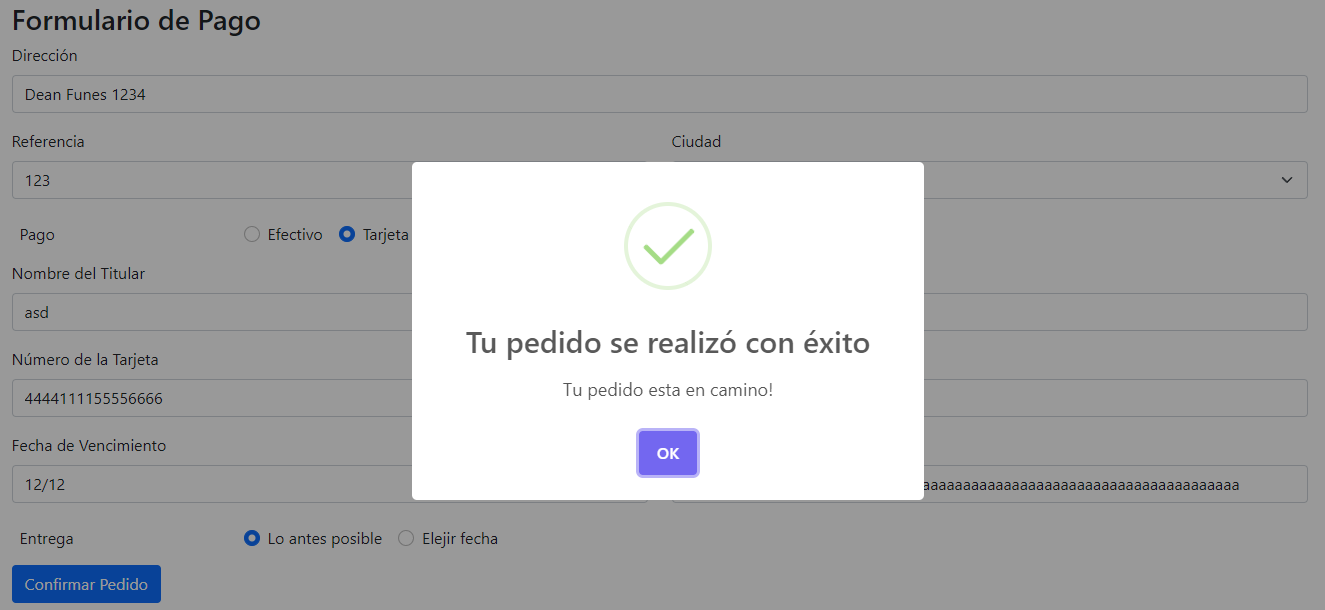 Formulario de Pago
Dirección
Dean Funes 1234
Referencia
Ciudad
123
Pago
Efectivo
Tarjeta
Nombre del Titular
asd
Número de la Tarjeta
4444111155556666
Fecha de Vencimiento
12/12
Tu pedido se realizó con éxito
Tu pedido esta en camino!
OK
Entrega
Lo antes posible
Elejir fecha
Confirmar Pedido